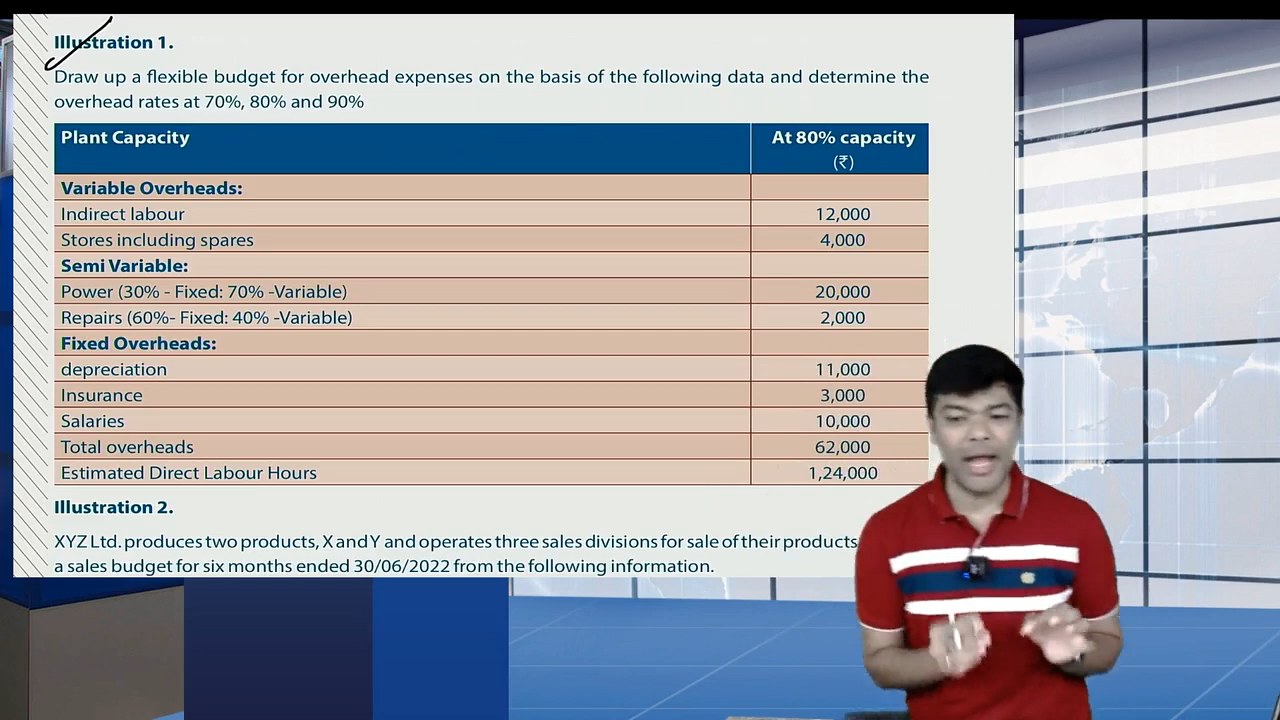 Illustration 1.
Draw up a flexible budget for overhead expenses on the basis of the following data and determine the
overhead rates at 70%, 80% and 90%
Plant Capacity At 80% capacity
(₹)
Variable Overheads:
Indirect labour 12,000
Stores including spares 4,000
Semi Variable:
Power (30% - Fixed: 70% -Variable) 20,000
Repairs (60%- Fixed: 40% -Variable) 2,000
Fixed Overheads:
depreciation 11,000
Insurance 3,000
Salaries 10,000
Total overheads 62,000
Estimated Direct Labour Hours 1,24,000
Illustration 2.
XYZ Ltd. produces two products, X and Y and operates three sales divisions for sale of their products
a sales budget for six months ended 30/06/2022 from the following information.